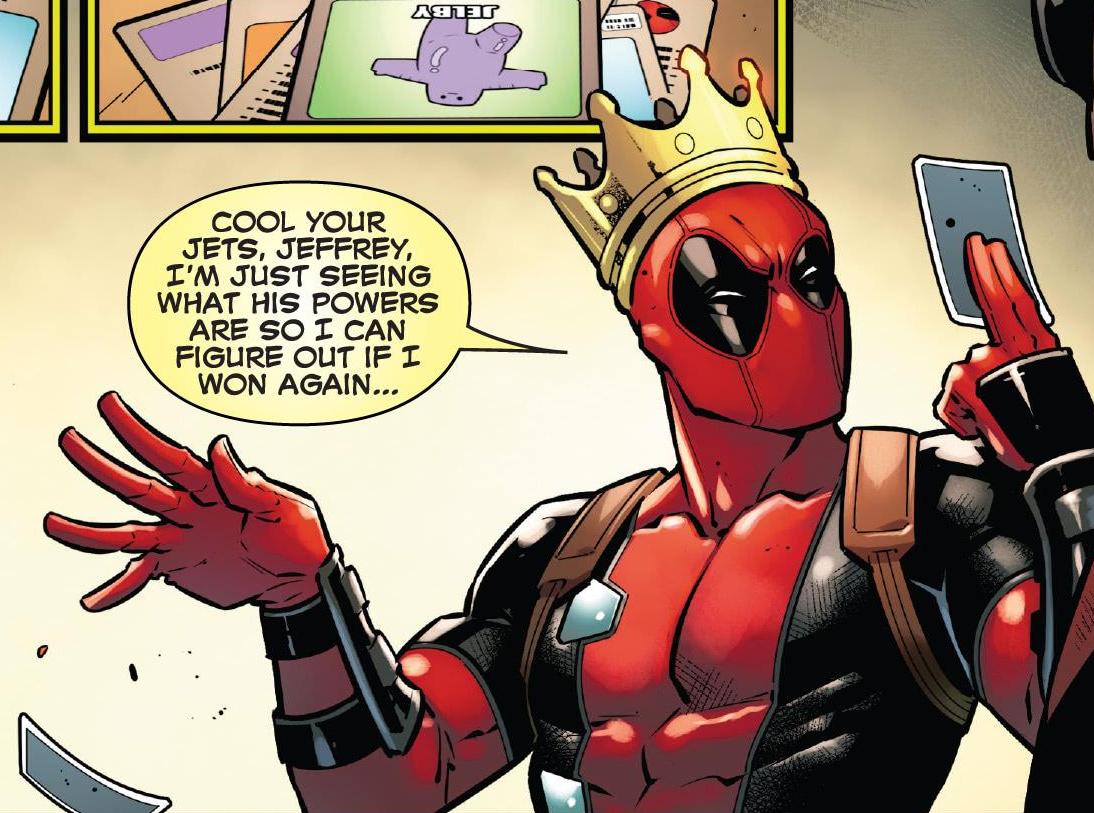 JELBY
COOL YOUR
JETS, JEFFREY,
I'M JUST SEEING
WHAT HIS POWERS
ARE SO I CAN
FIGURE OUT IF I
WON AGAIN...